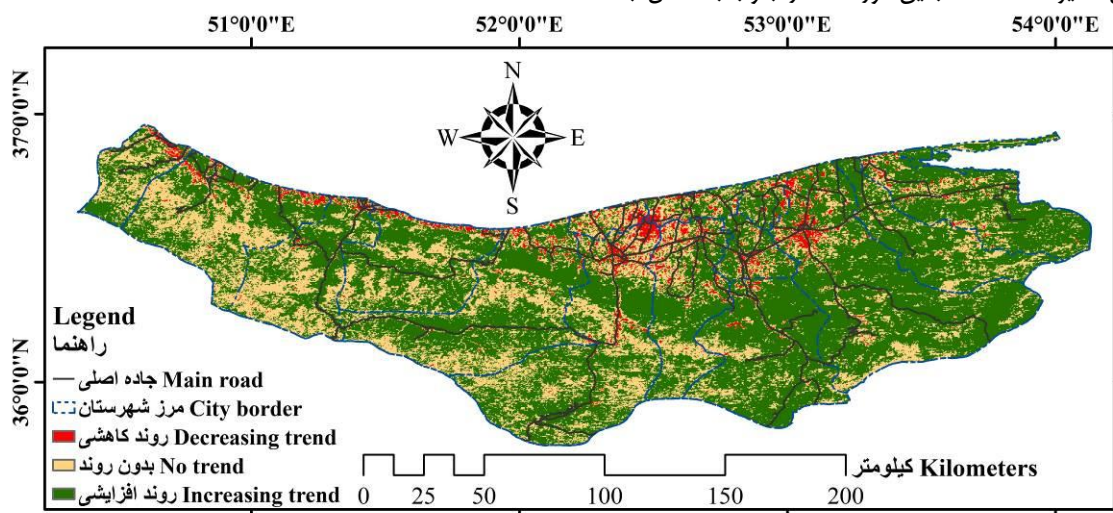 51°0'0"E 52°0'0"E 53°0'0"E 54°0'0"E
37°0'0"N
36°0'0"N
N
W E
S
Legend
راهنما
جاده اصلی Main road
مرز شهرستان City border
روند کاهشی Decreasing trend
بدون روند No trend
روند افزایشی Increasing trend
کیلومتر Kilometers
0 25 50 100 150 200